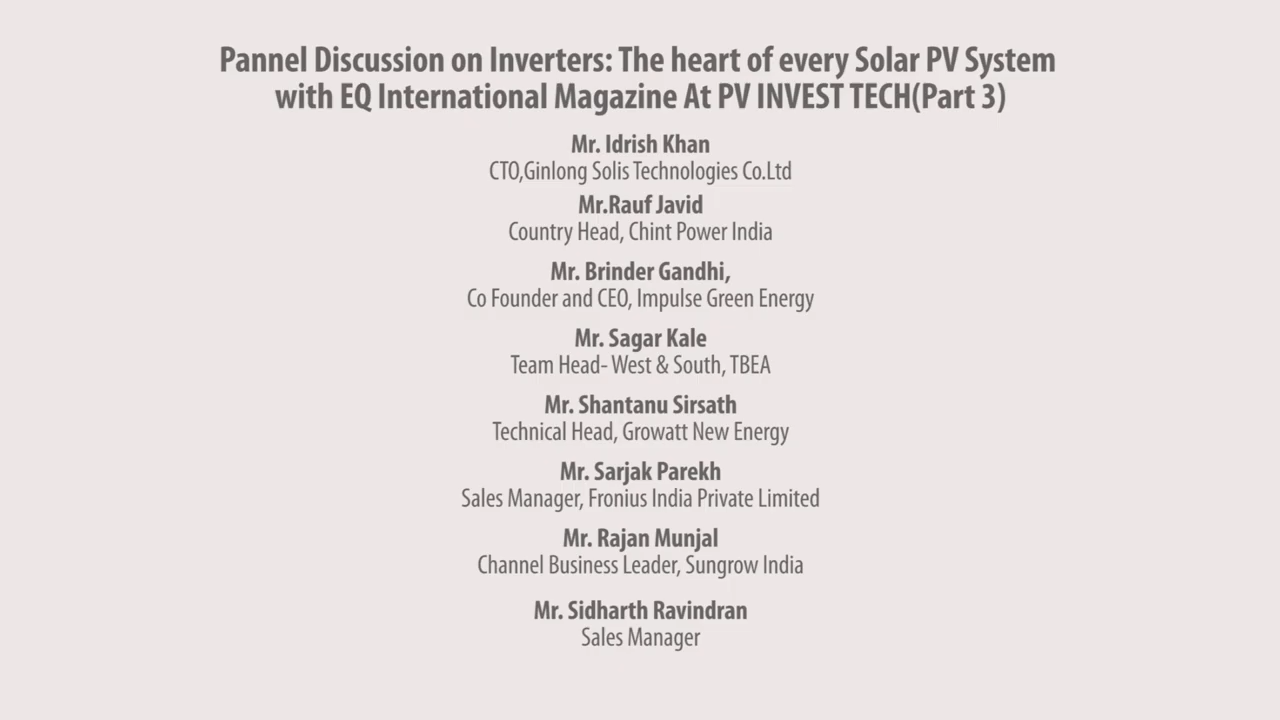 Pannel Discussion on Inverters: The heart of every Solar PV System
with EQ International Magazine At PV INVEST TECH(Part 3)
Mr. Idrish Khan
CTO,Ginlong Solis Technologies Co.Ltd
Mr.Rauf Javid
Country Head, Chint Power India
Mr. Brinder Gandhi,
Co Founder and CEO, Impulse Green Energy
Mr. Sagar Kale
Team Head- West & South, TBEA
Mr. Shantanu Sirsath
Technical Head, Growatt New Energy
Mr. Sarjak Parekh
Sales Manager, Fronius India Private Limited
Mr. Rajan Munjal
Channel Business Leader, Sungrow India
Mr. Sidharth Ravindran
Sales Manager